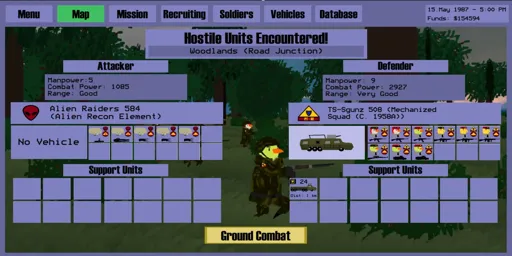 Menu
Map
Mission
Recruiting
Soldiers
Vehicles
Database
15 May 1987 - 5:00 PM
Funds: $154594
Hostile Units Encountered!
Woodlands (Road Junction)
Attacker
Manpower:5
Combat Power: 1085
Range: Good
Alien Raiders 584
(Alien Recon Element)
No Vehicle
Support Units
Defender
Manpower: 9
Combat Power: 2927
Range: Very Good
TS-Sgunz 508 (Mechanized
Squad (C. 1958A))
Support Units
24
Ground Combat